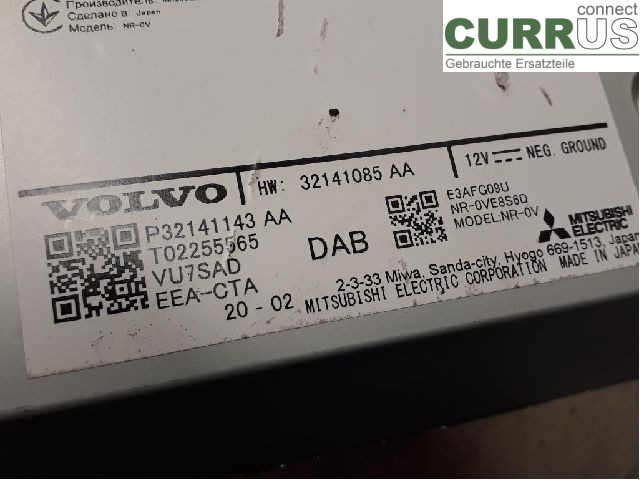 Производитель:
Сделано в: Japan
Модель: NR-0V
connect
CURRUS
Gebrauchte Ersatzteile
VOLVO
HW: 32141085 AA
12V NEG. GROUND
P32141143 AA
T02255565
VU7SAD
EEA-CTA
20-02
DAB
E3AFG09U
NR-0VE8S8D
MODEL:NR-0V
MITSUBISHI
ELECTRIC
2-3-33 Miwa, Sanda-city, Hyogo 669-1513, Japan
MITSUBISHI ELECTRIC CORPORATION MADE IN JAPAN